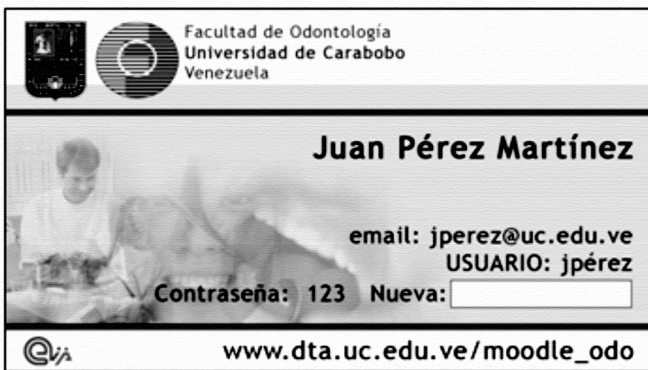 Facultad de Odontología
Universidad de Carabobo
Venezuela
Juan Pérez Martínez
email: jperez@uc.edu.ve
USUARIO: jpérez
Contraseña: 123 Nueva:
eviA
www.dta.uc.edu.ve/moodle_odo